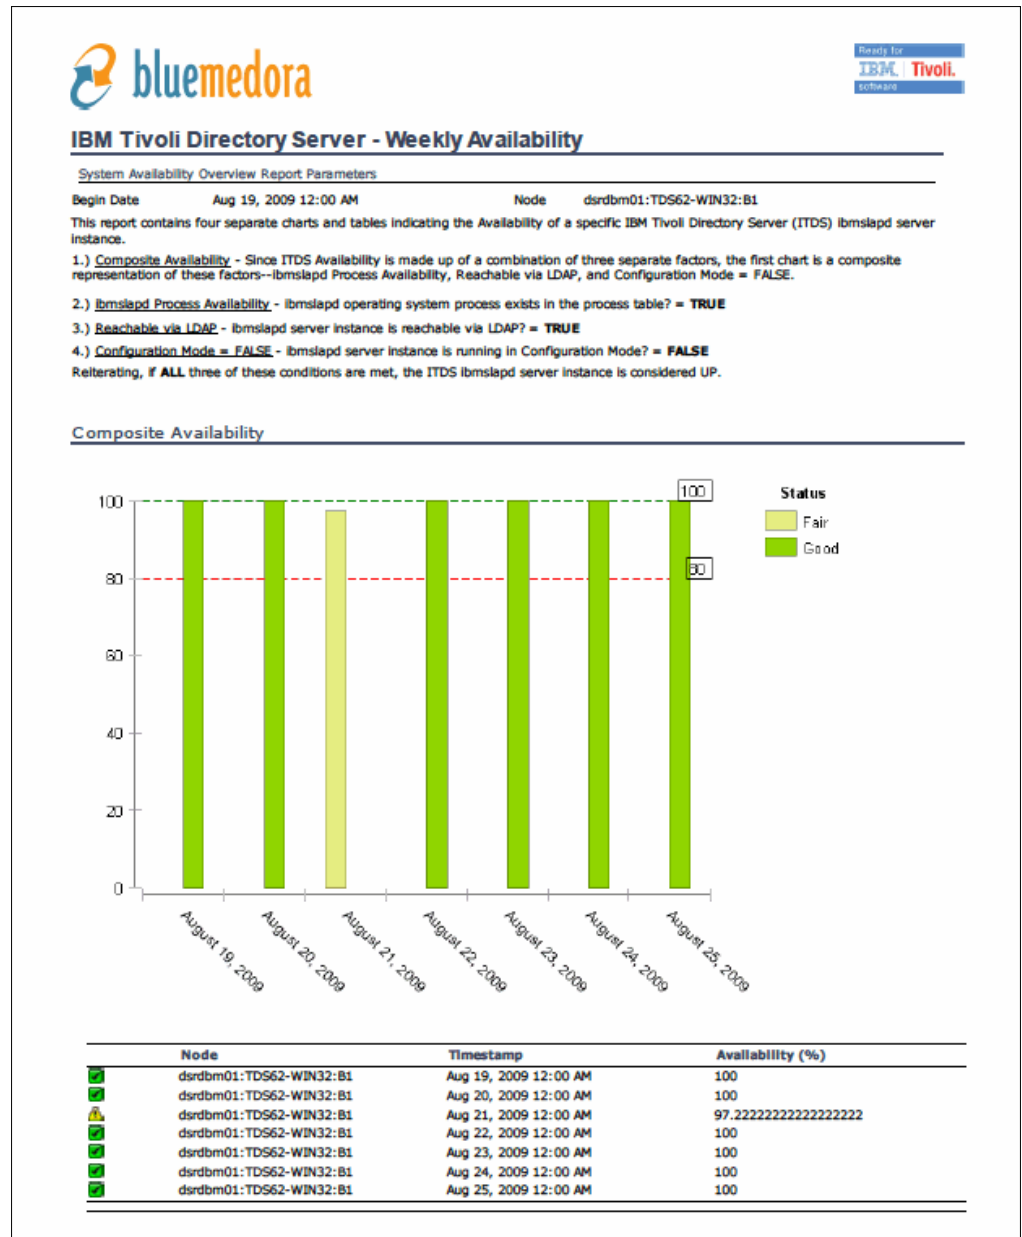 bluemedora
Ready for
IBM. Tivoli.
software
IBM Tivoli Directory Server - Weekly Availability
System Availability Overview Report Parameters
Begin Date Aug 19, 2009 12:00 AM Node dsrdbm01:TDS62-WIN32:B1
This report contains four separate charts and tables indicating the Availability of a specific IBM Tivoli Directory Server (ITDS) ibmslapd server
instance.
1.) Composite Availability - Since ITDS Availability is made up of a combination of three separate factors, the first chart is a composite
representation of these factors--ibmslapd Process Availability, Reachable via LDAP, and Configuration Mode = FALSE.
2.) ibmslapd Process Availability - ibmslapd operating system process exists in the process table? = TRUE
3.) Reachable via LDAP - ibmslapd server instance is reachable via LDAP? = TRUE
4.) Configuration Mode = FALSE - ibmslapd server instance is running in Configuration Mode? = FALSE
Reiterating, if ALL three of these conditions are met, the ITDS ibmslapd server instance is considered UP.
Composite Availability
100
80
60
40
20
0
100
80
Status
Fair
Good
August 19, 2009
August 20, 2009
August 21, 2009
August 22, 2009
August 23, 2009
August 24, 2009
August 25, 2009
Node Timestamp Availability (%)
dsrdbm01:TDS62-WIN32:B1 Aug 19, 2009 12:00 AM 100
dsrdbm01:TDS62-WIN32:B1 Aug 20, 2009 12:00 AM 100
dsrdbm01:TDS62-WIN32:B1 Aug 21, 2009 12:00 AM 97.22222222222222222
dsrdbm01:TDS62-WIN32:B1 Aug 22, 2009 12:00 AM 100
dsrdbm01:TDS62-WIN32:B1 Aug 23, 2009 12:00 AM 100
dsrdbm01:TDS62-WIN32:B1 Aug 24, 2009 12:00 AM 100
dsrdbm01:TDS62-WIN32:B1 Aug 25, 2009 12:00 AM 100